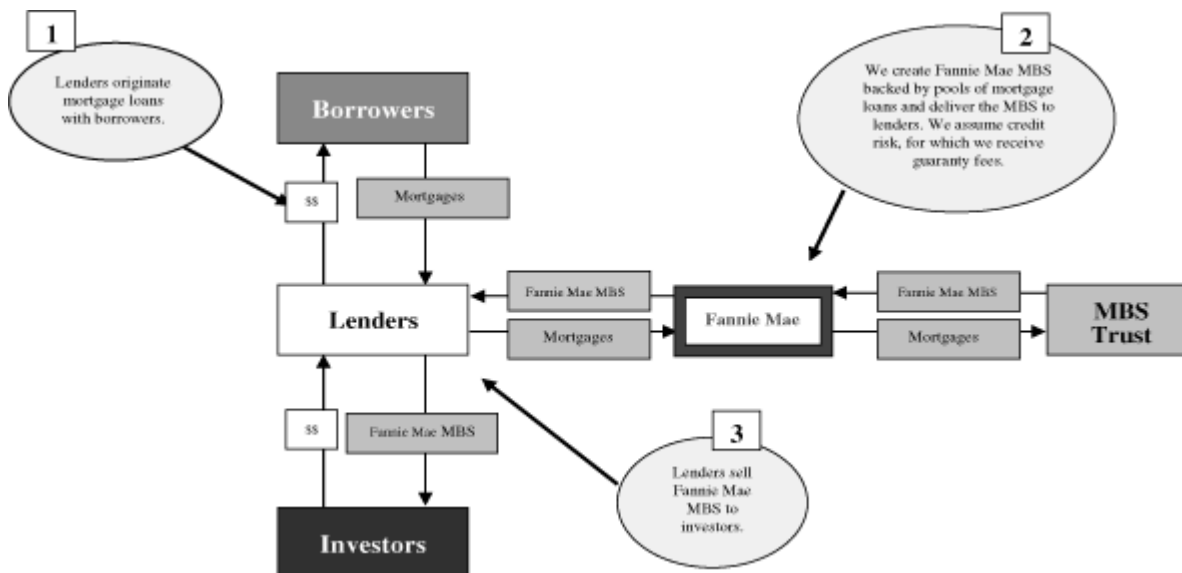 1
Lenders originate
mortgage loans
with borrowers.
2
We create Fannie Mae MBS
backed by pools of mortgage
loans and deliver the MBS to
lenders. We assume credit
risk, for which we receive
guaranty fees.
Borrowers
$$
Mortgages
Lenders
Fannie Mae MBS
Mortgages
Fannie Mae
Fannie Mae MBS
Mortgages
MBS
Trust
$$
Fannie Mae MBS
3
Lenders sell
Fannie Mae
MBS to
investors.
Investors